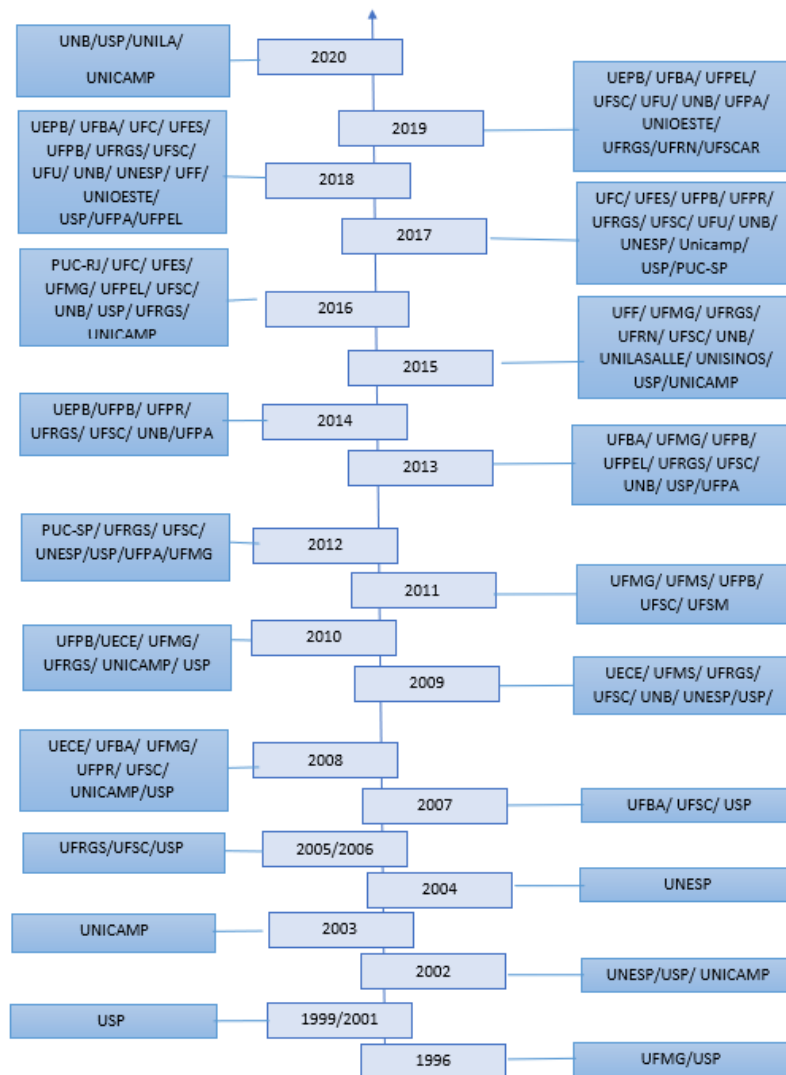 UNB/USP/UNILA/
UNICAMP
2020
UEPB/ UFBA/ UFPEL/
UFSC/ UFU/ UNB/ UFPA/
UNIOESTE/
UFRGS/UFRN/UFSCAR
2019
UEPB/ UFBA/ UFC/ UFES/
UFPB/ UFRGS/ UFSC/
UFU/ UNB/ UNESP/ UFF/
UNIOESTE/
USP/UFPA/UFPEL
2018
UFC/ UFES/ UFPB/ UFPR/
UFRGS/ UFSC/ UFU/ UNB/
UNESP/ Unicamp/
USP/PUC-SP
2017
PUC-RJ/ UFC/ UFES/
UFMG/ UFPEL/ UFSC/
UNB/ USP/ UFRGS/
UNICAMP
2016
UFF/ UFMG/ UFRGS/
UFRN/ UFSC/ UNB/
UNILASALLE/ UNISINOS/
USP/UNICAMP
2015
UEPB/UFPB/ UFPR/
UFRGS/ UFSC/ UNB/UFPA
2014
UFBA/ UFMG/ UFPB/
UFPEL/ UFRGS/ UFSC/
UNB/ USP/UFPA
2013
PUC-SP/ UFRGS/ UFSC/
UNESP/USP/UFPA/UFMG
2012
UFMG/ UFMS/ UFPB/
UFSC/ UFSM
2011
UFPB/UECE/ UFMG/
UFRGS/ UNICAMP/ USP
2010
UECE/ UFMS/ UFRGS/
UFSC/ UNB/ UNESP/USP/
2009
UECE/ UFBA/ UFMG/
UFPR/ UFSC/
UNICAMP/USP
2008
2007
UFBA/ UFSC/ USP
UFRGS/UFSC/USP
2005/2006
2004
UNESP
UNICAMP
2003
2002
UNESP/USP/ UNICAMP
USP
1999/2001
1996
UFMG/USP